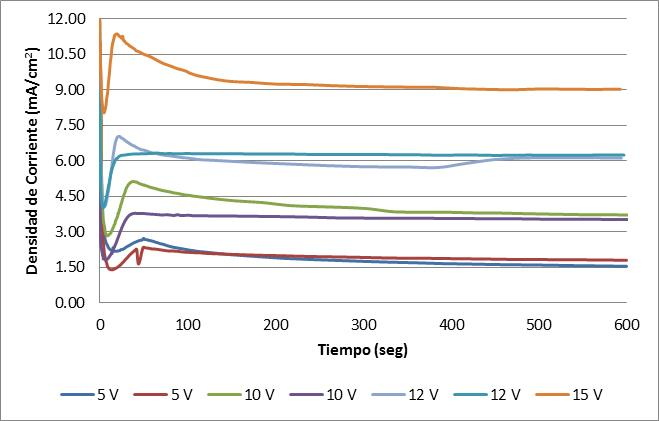 12.00
10.50
9.00
7.50
6.00
4.50
3.00
1.50
0.00
Densidad de Corriente (mA/cm²)
0 100 200 300 400 500 600
Tiempo (seg)
5 V 5 V 10 V 10 V 12 V 12 V 15 V